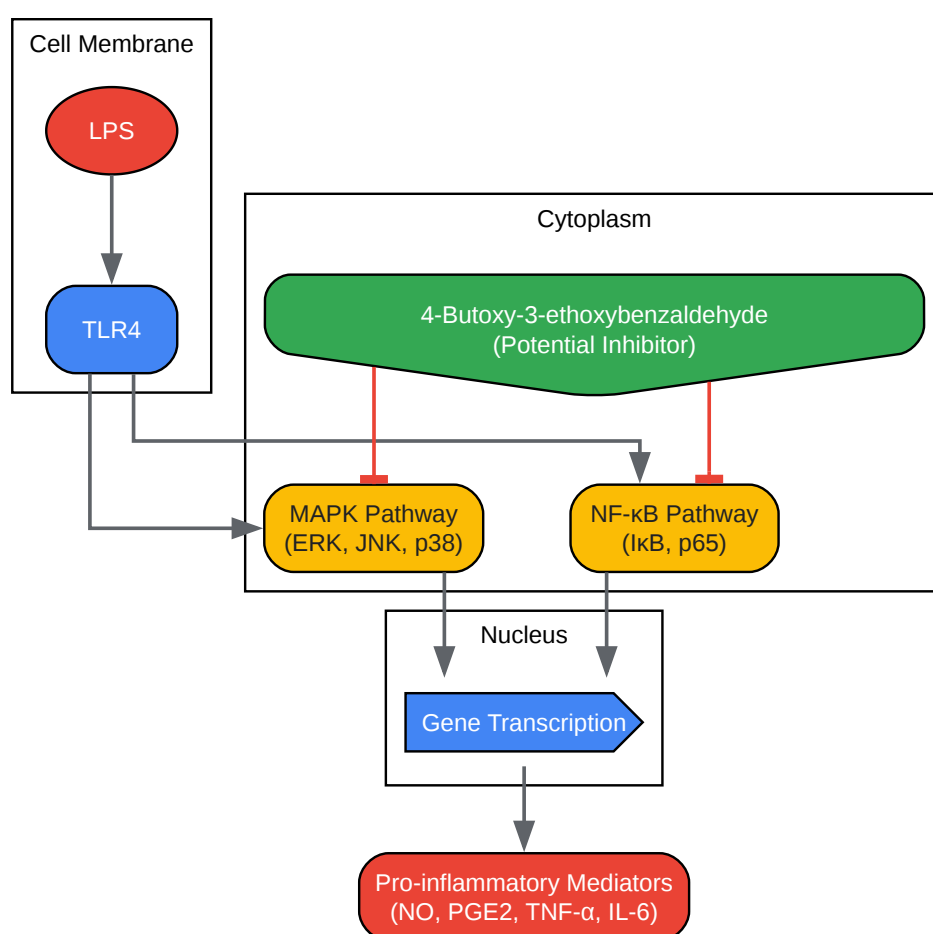 Cell Membrane
LPS
TLR4
Cytoplasm
4-Butoxy-3-ethoxybenzaldehyde
(Potential Inhibitor)
MAPK Pathway
(ERK, JNK, p38)
NF-κB Pathway
(IκB, p65)
Nucleus
Gene Transcription
Pro-inflammatory Mediators
(NO, PGE2, TNF-α, IL-6)